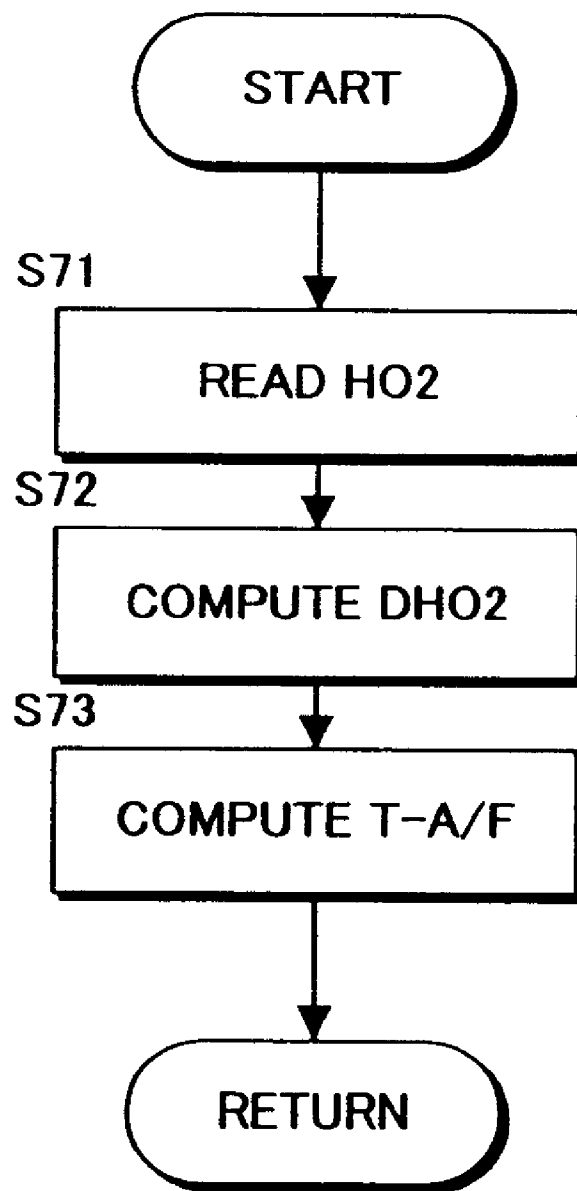 START
S71
READ HO2
S72
COMPUTE DHO2
S73
COMPUTE T-A/F
RETURN